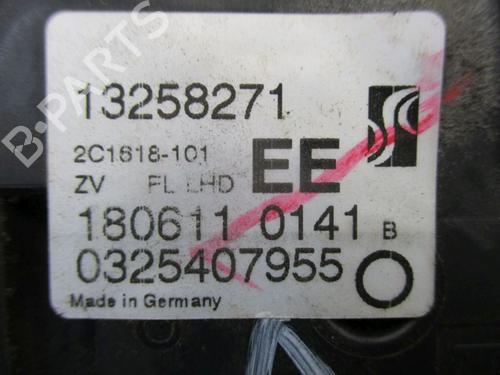 13258271
2C1618-101
ZV FL LHD EE
180611 0141 B
0325407955
Made in Germany
B-PARTS